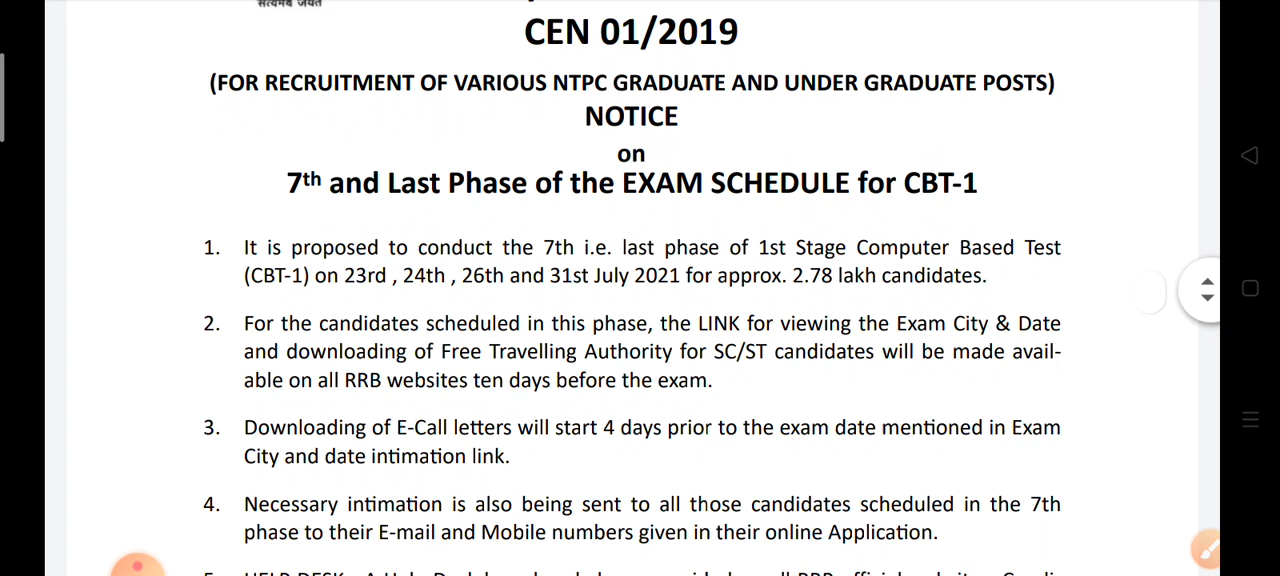 सत्यमेव जयते
CEN 01/2019
(FOR RECRUITMENT OF VARIOUS NTPC GRADUATE AND UNDER GRADUATE POSTS)
NOTICE
on
7th and Last Phase of the EXAM SCHEDULE for CBT-1
1. It is proposed to conduct the 7th i.e. last phase of 1st Stage Computer Based Test
(CBT-1) on 23rd , 24th , 26th and 31st July 2021 for approx. 2.78 lakh candidates.
2. For the candidates scheduled in this phase, the LINK for viewing the Exam City & Date
and downloading of Free Travelling Authority for SC/ST candidates will be made avail-
able on all RRB websites ten days before the exam.
3. Downloading of E-Call letters will start 4 days prior to the exam date mentioned in Exam
City and date intimation link.
4. Necessary intimation is also being sent to all those candidates scheduled in the 7th
phase to their E-mail and Mobile numbers given in their online Application.